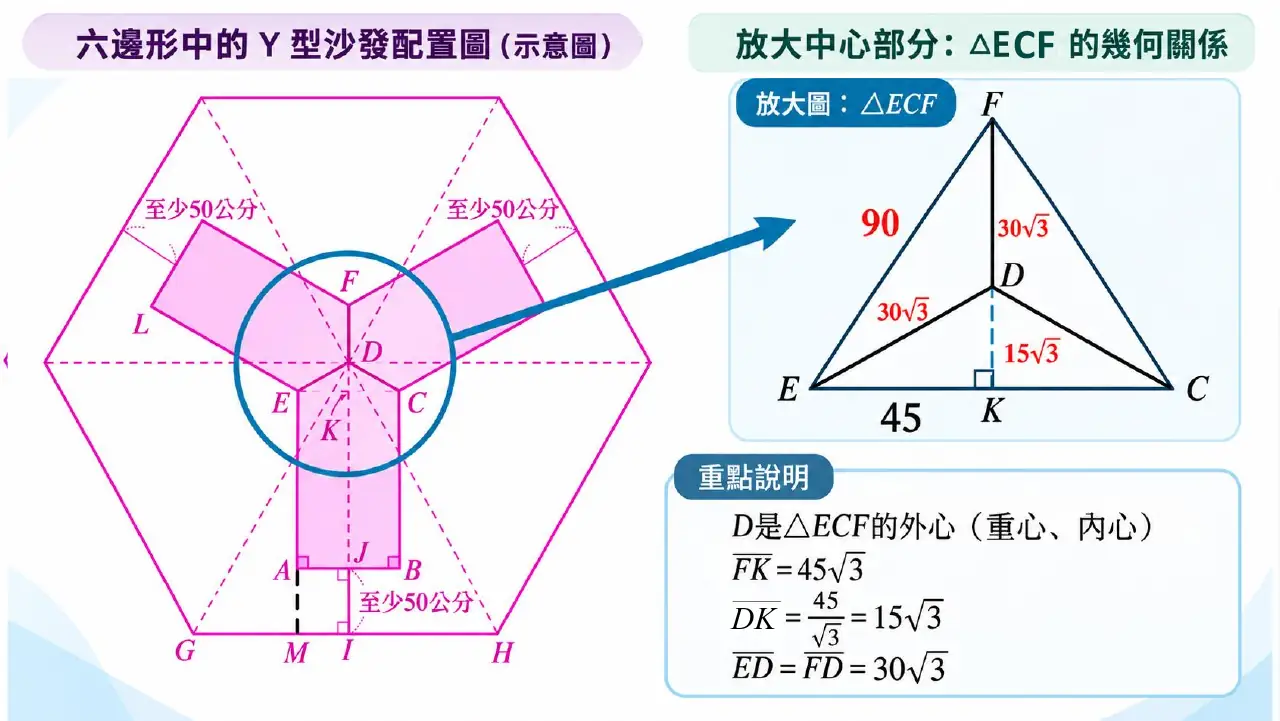 六邊形中的 Y 型沙發配置圖 (示意圖)
至少50公分
至少50公分
L
F
D
E
C
K
A
J
B
至少50公分
G
M
I
H
放大中心部分：△ECF 的幾何關係
放大圖：△ECF
F
90
30√3
D
30√3
15√3
E
K
C
45
重點說明
D是△ECF的外心（重心、內心）
F̅K̅ = 45√3
D̅K̅ = 45/√3 = 15√3
E̅D̅ = F̅D̅ = 30√3